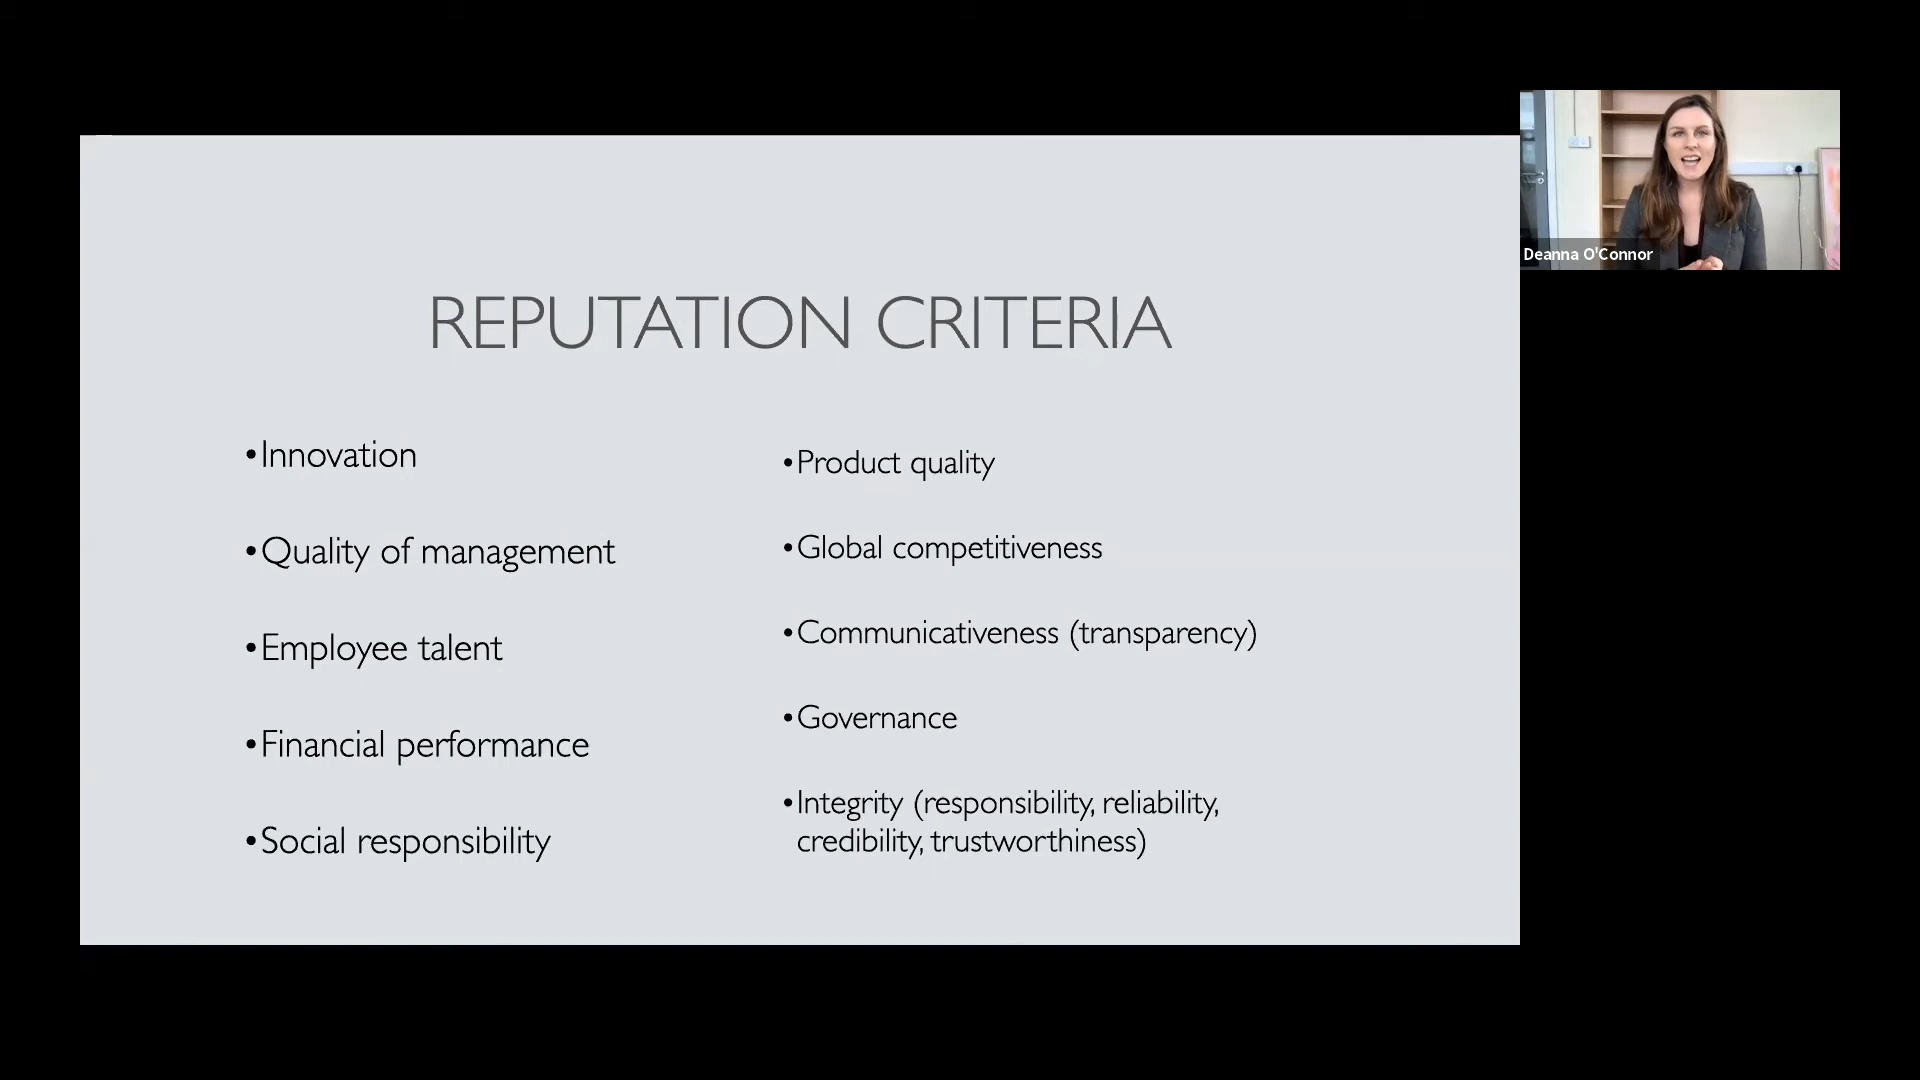 REPUTATION CRITERIA
•Innovation
•Quality of management
•Employee talent
•Financial performance
•Social responsibility
•Product quality
•Global competitiveness
•Communicativeness (transparency)
•Governance
•Integrity (responsibility, reliability,
credibility, trustworthiness)
Deanna O'Connor